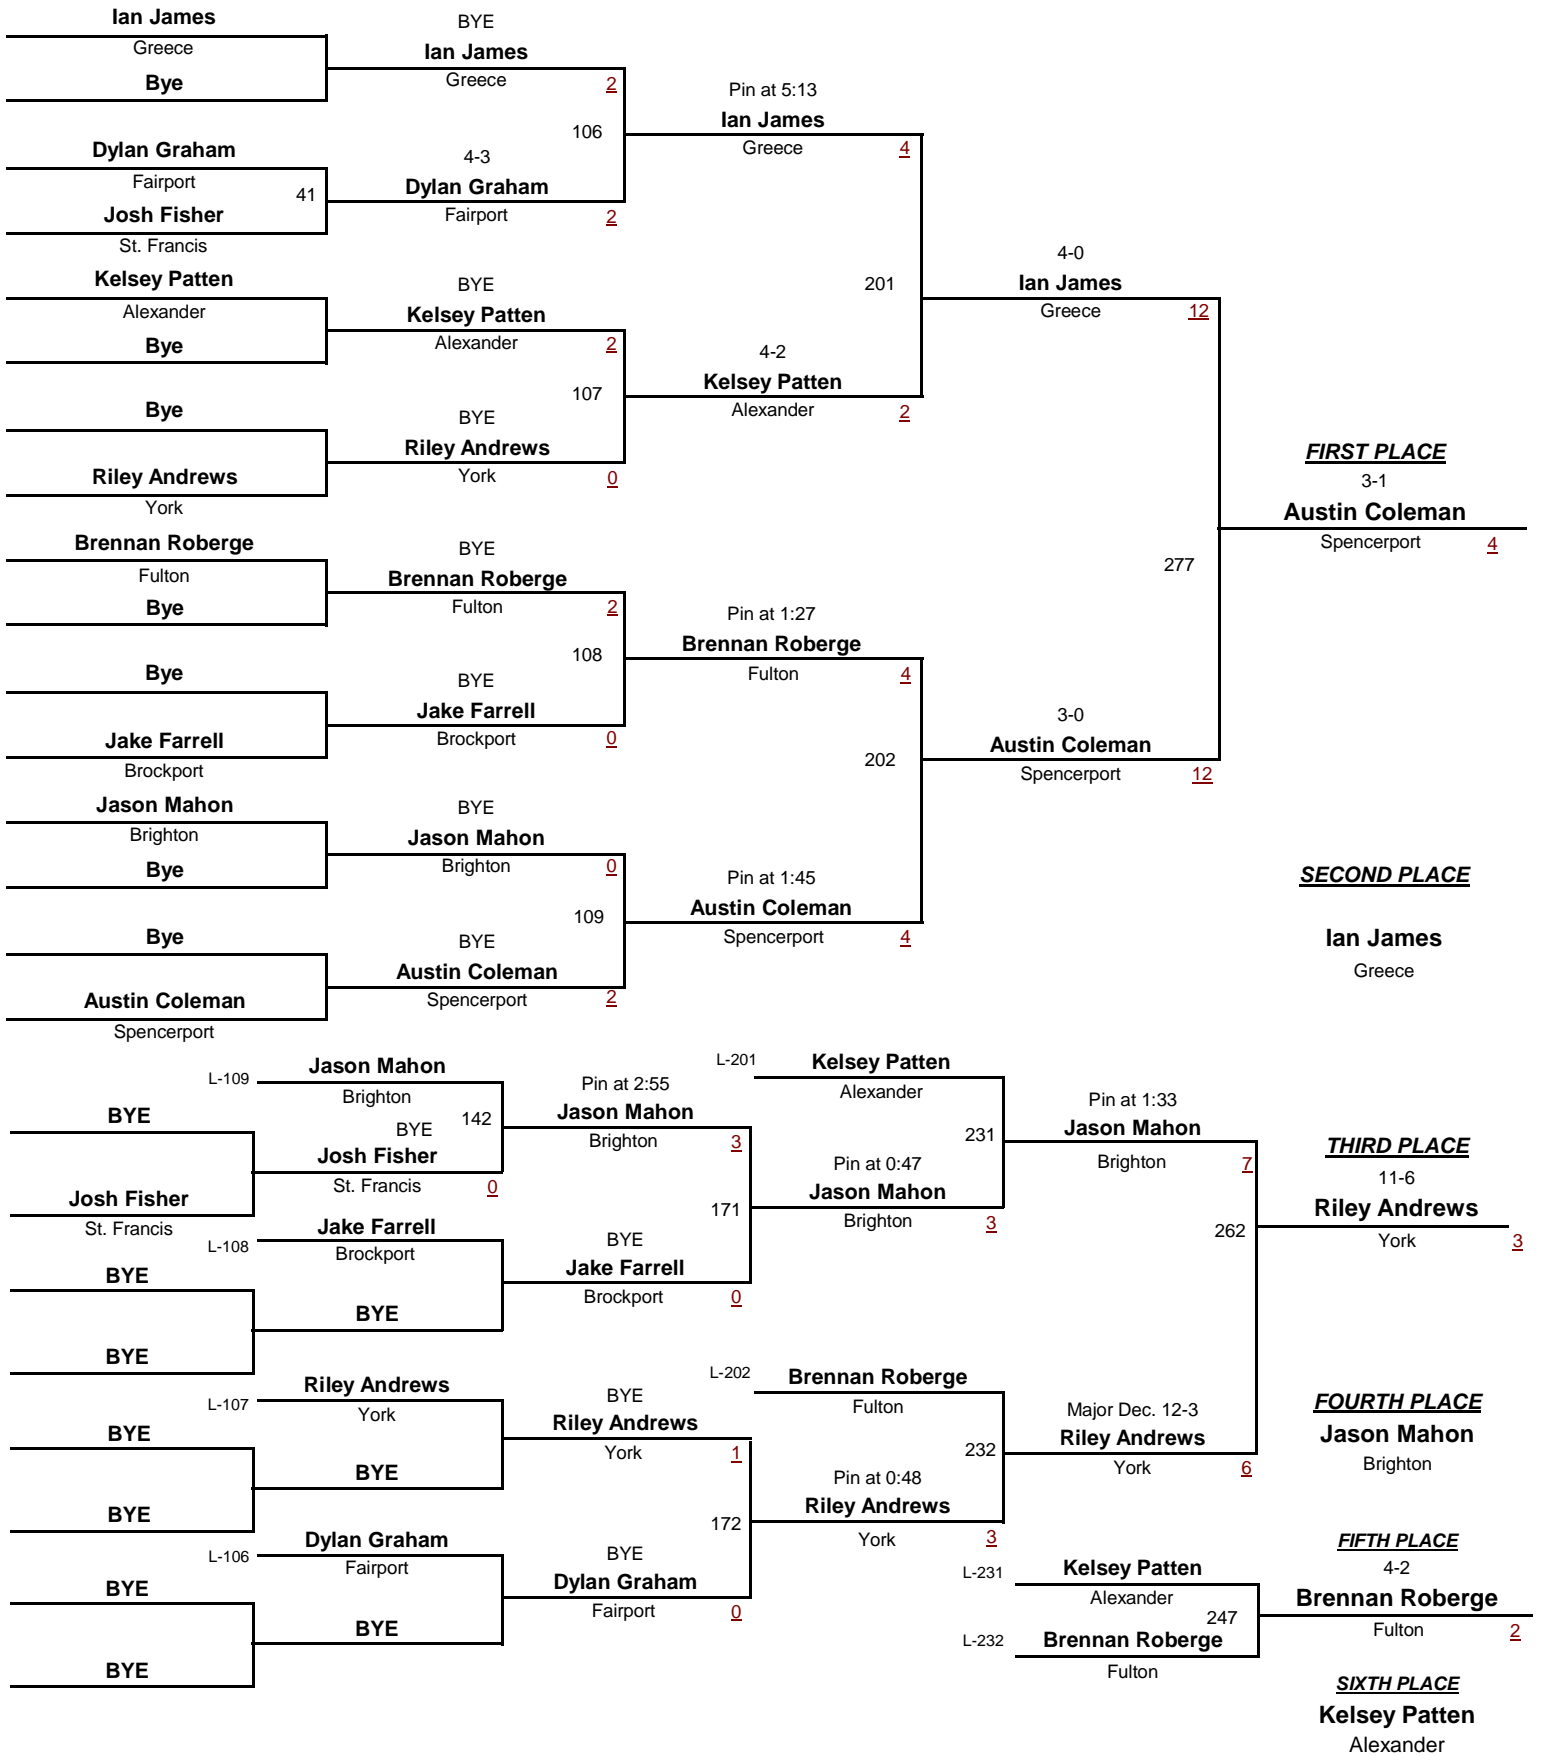 Ian James
Greece
Bye
Dylan Graham
Fairport
41
Josh Fisher
St. Francis
Kelsey Patten
Alexander
Bye
Bye
Riley Andrews
York
Brennan Roberge
Fulton
Bye
Bye
Jake Farrell
Brockport
Jason Mahon
Brighton
Bye
Bye
Austin Coleman
Spencerport
BYE
Ian James
Greece
2
106
4-3
Dylan Graham
Fairport
2
BYE
Kelsey Patten
Alexander
2
107
BYE
Riley Andrews
York
0
BYE
Brennan Roberge
Fulton
2
108
BYE
Jake Farrell
Brockport
0
BYE
Jason Mahon
Brighton
0
109
BYE
Austin Coleman
Spencerport
2
Pin at 5:13
Ian James
Greece
4
201
4-2
Kelsey Patten
Alexander
2
Pin at 1:27
Brennan Roberge
Fulton
4
202
Pin at 1:45
Austin Coleman
Spencerport
4
4-0
Ian James
Greece
12
277
3-0
Austin Coleman
Spencerport
12
FIRST PLACE
3-1
Austin Coleman
Spencerport
4
SECOND PLACE
Ian James
Greece
BYE
Josh Fisher
St. Francis
BYE
BYE
BYE
BYE
BYE
BYE
L-109
Jason Mahon
Brighton
142
BYE
Josh Fisher
St. Francis
0
L-108
Jake Farrell
Brockport
BYE
L-107
Riley Andrews
York
BYE
L-106
Dylan Graham
Fairport
BYE
Pin at 2:55
Jason Mahon
Brighton
3
171
BYE
Jake Farrell
Brockport
0
BYE
Riley Andrews
York
1
172
BYE
Dylan Graham
Fairport
0
L-201
Kelsey Patten
Alexander
231
Pin at 0:47
Jason Mahon
Brighton
3
L-202
Brennan Roberge
Fulton
232
Pin at 0:48
Riley Andrews
York
3
Pin at 1:33
Jason Mahon
Brighton
7
262
Major Dec. 12-3
Riley Andrews
York
6
THIRD PLACE
11-6
Riley Andrews
York
3
FOURTH PLACE
Jason Mahon
Brighton
L-231
Kelsey Patten
Alexander
247
L-232
Brennan Roberge
Fulton
FIFTH PLACE
4-2
Brennan Roberge
Fulton
2
SIXTH PLACE
Kelsey Patten
Alexander